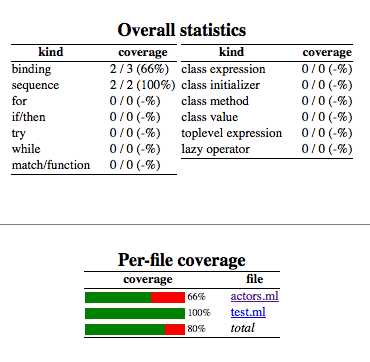 Overall statistics
kind coverage kind coverage
binding 2 / 3 (66%) class expression 0 / 0 (-%)
sequence 2 / 2 (100%) class initializer 0 / 0 (-%)
for 0 / 0 (-%) class method 0 / 0 (-%)
if/then 0 / 0 (-%) class value 0 / 0 (-%)
try 0 / 0 (-%) toplevel expression 0 / 0 (-%)
while 0 / 0 (-%) lazy operator 0 / 0 (-%)
match/function 0 / 0 (-%)
Per-file coverage
coverage file
66% actors.ml
100% test.ml
80% total